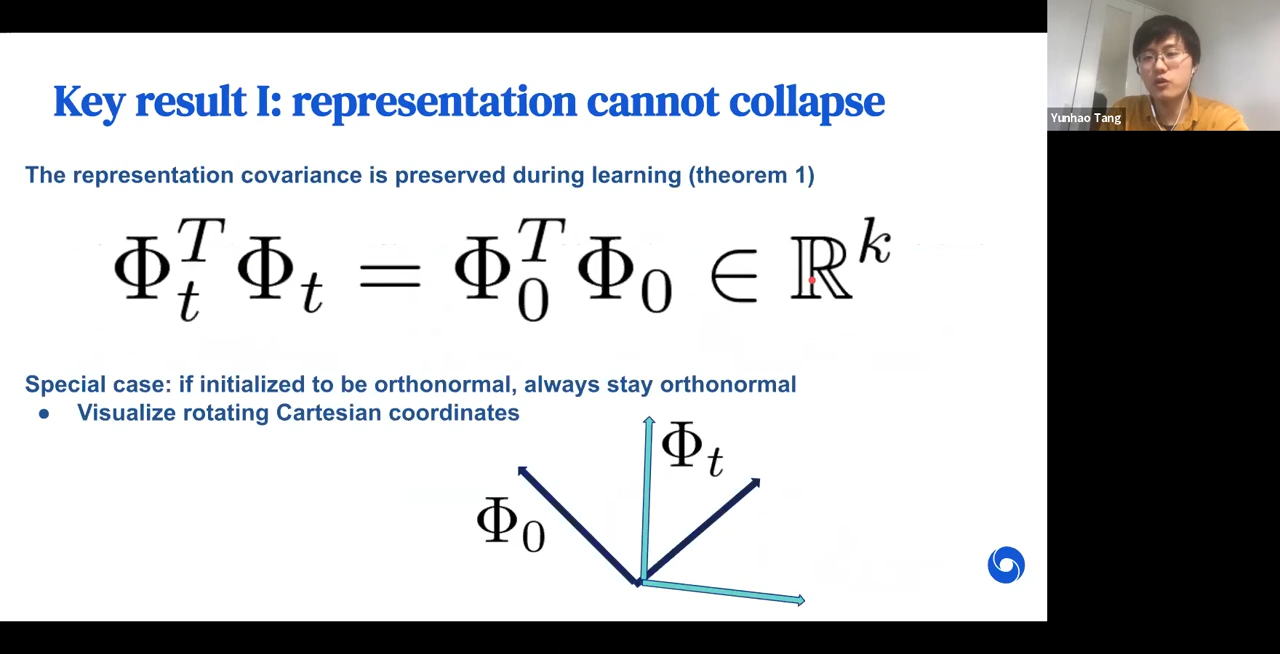 Key result I: representation cannot collapse
Yunhao Tang
The representation covariance is preserved during learning (theorem 1)
Φ_t^T Φ_t = Φ_0^T Φ_0 ∈ ℝ^k
Special case: if initialized to be orthonormal, always stay orthonormal
● Visualize rotating Cartesian coordinates
Φ_t
Φ_0